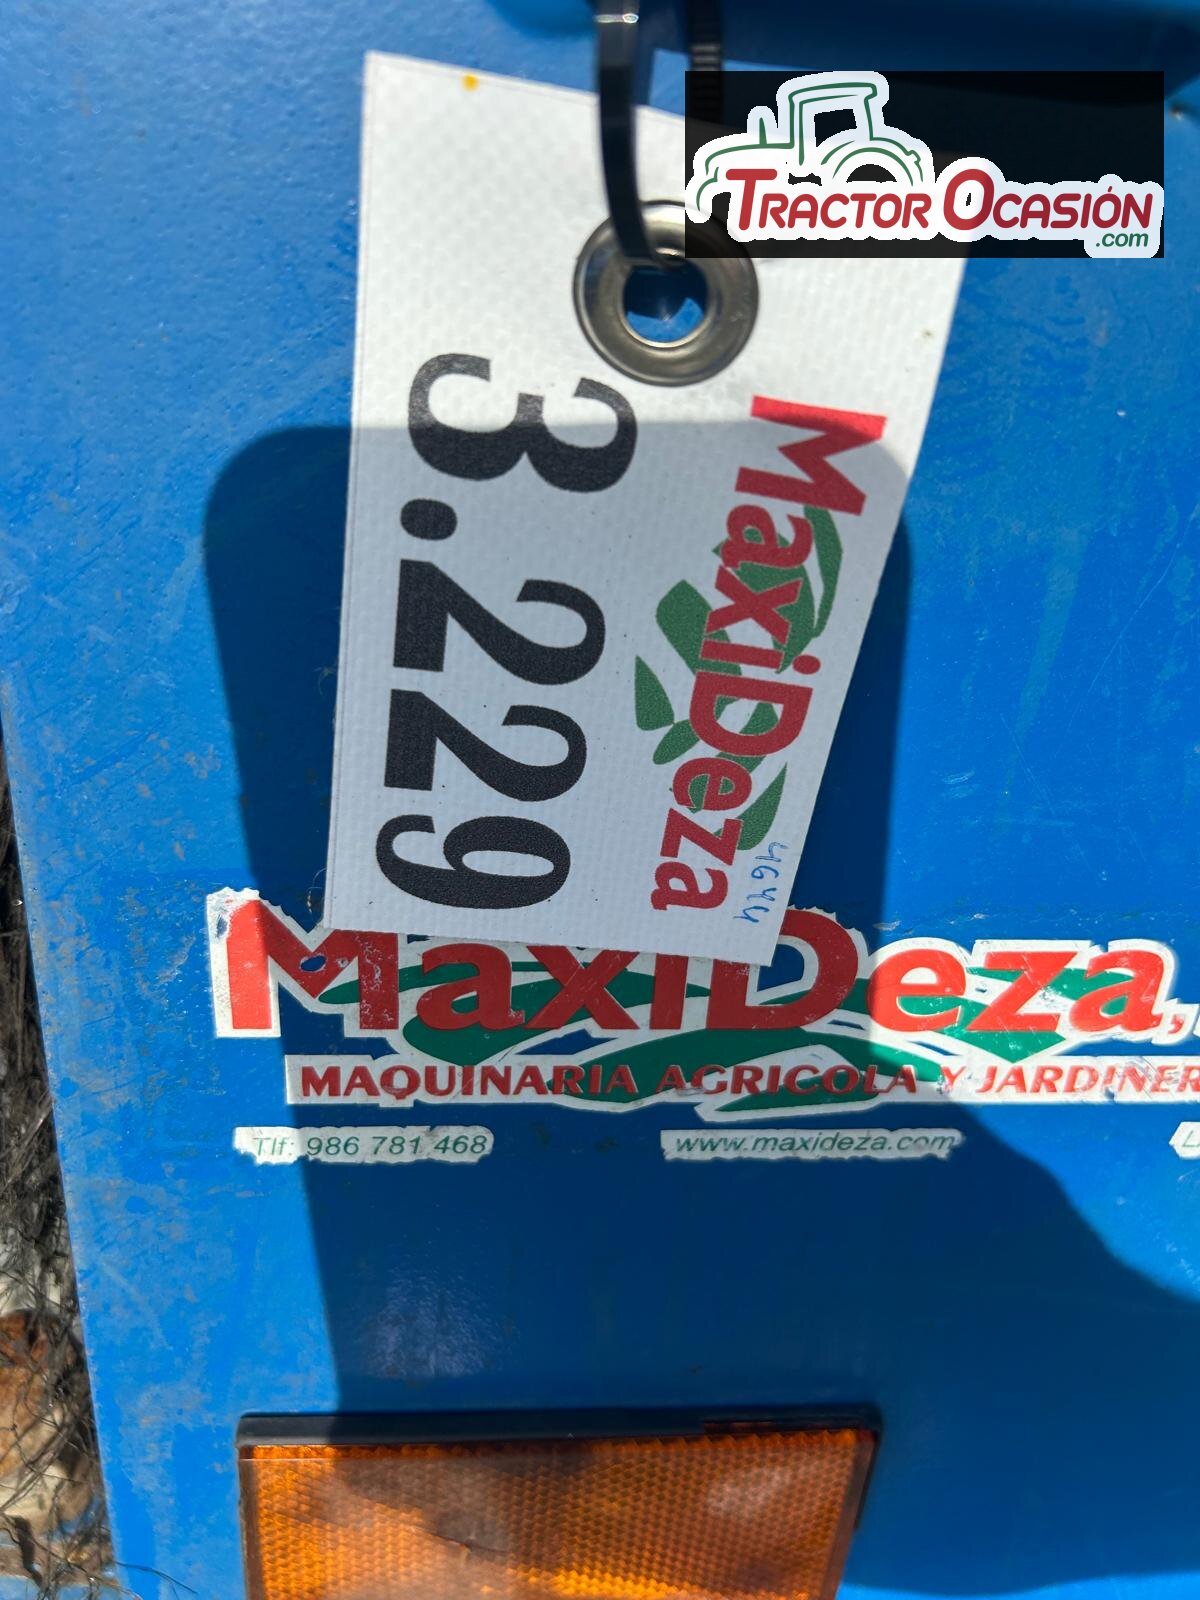 TRACTOR OCASIÓN
.com
MaxiDeza
3.229
4644
MaxiDeza,
MAQUINARIA AGRICOLA Y JARDINER
Tlf: 986 781 468
www.maxideza.com